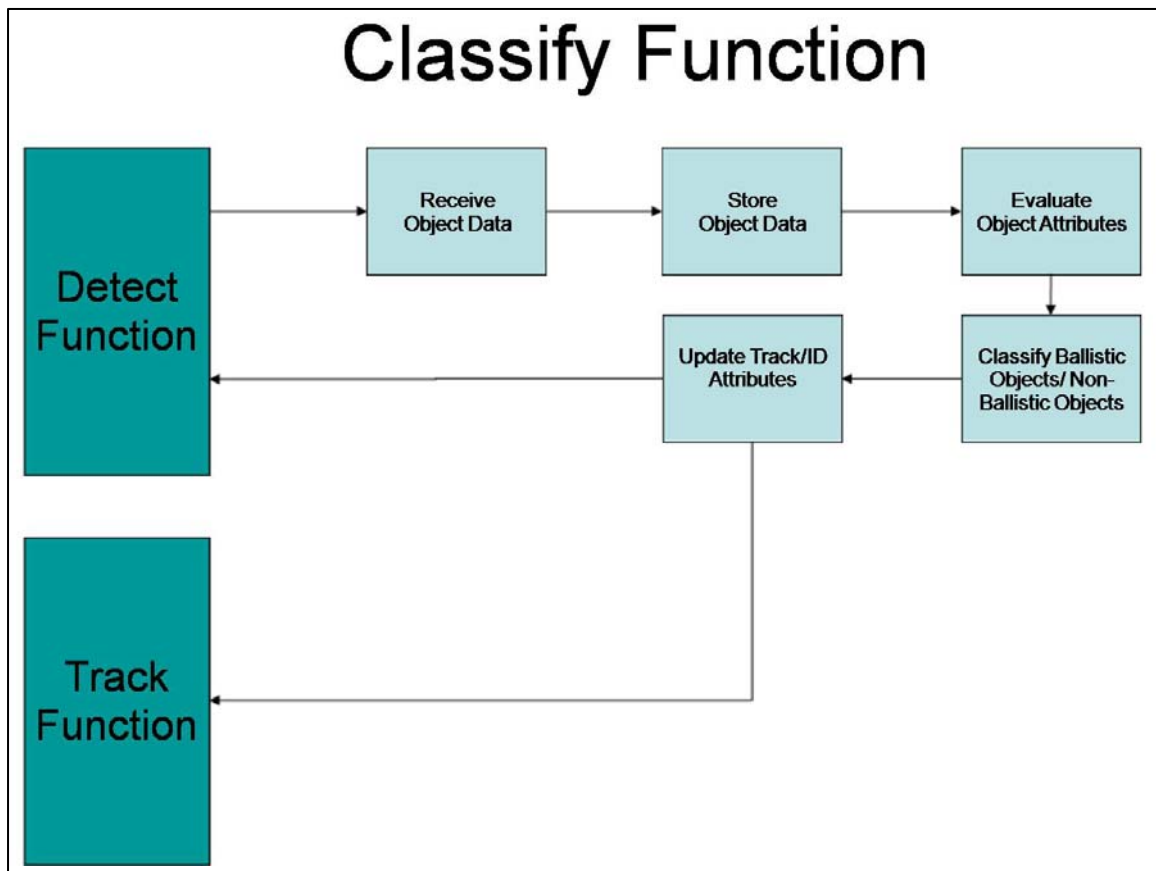 Classify Function
Detect
Function
Receive
Object Data
Store
Object Data
Evaluate
Object Attributes
Update Track/ID
Attributes
Classify Ballistic
Objects/ Non-
Ballistic Objects
Track
Function